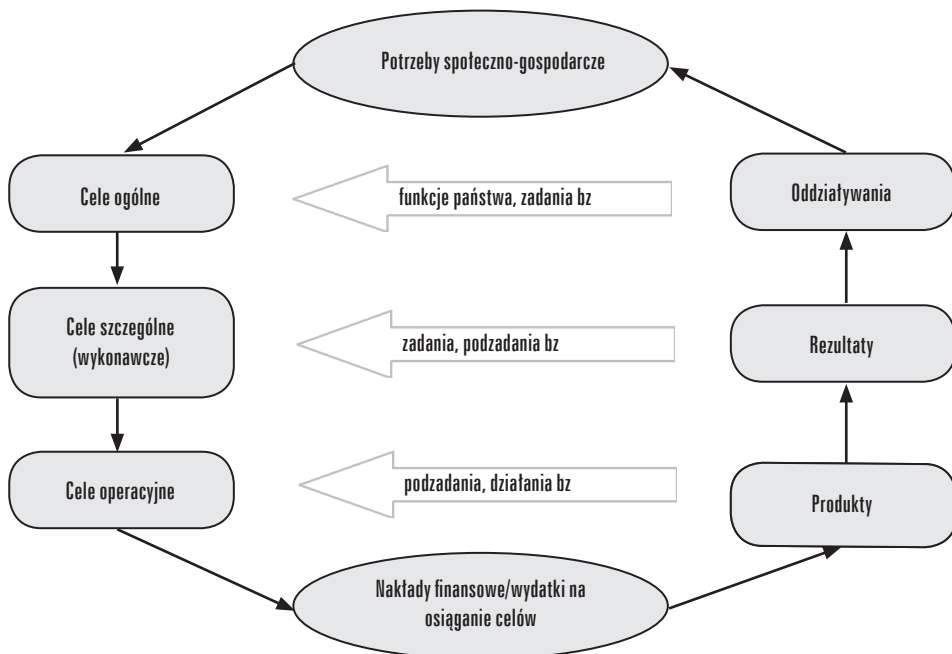 Potrzeby społeczno-gospodarcze
Cele ogólne
funkcje państwa, zadania bz
Oddziaływania
Cele szczególne
(wykonawcze)
zadania, podzadania bz
Rezultaty
Cele operacyjne
podzadania, działania bz
Produkty
Nakłady finansowe/wydatki na
osiąganie celów